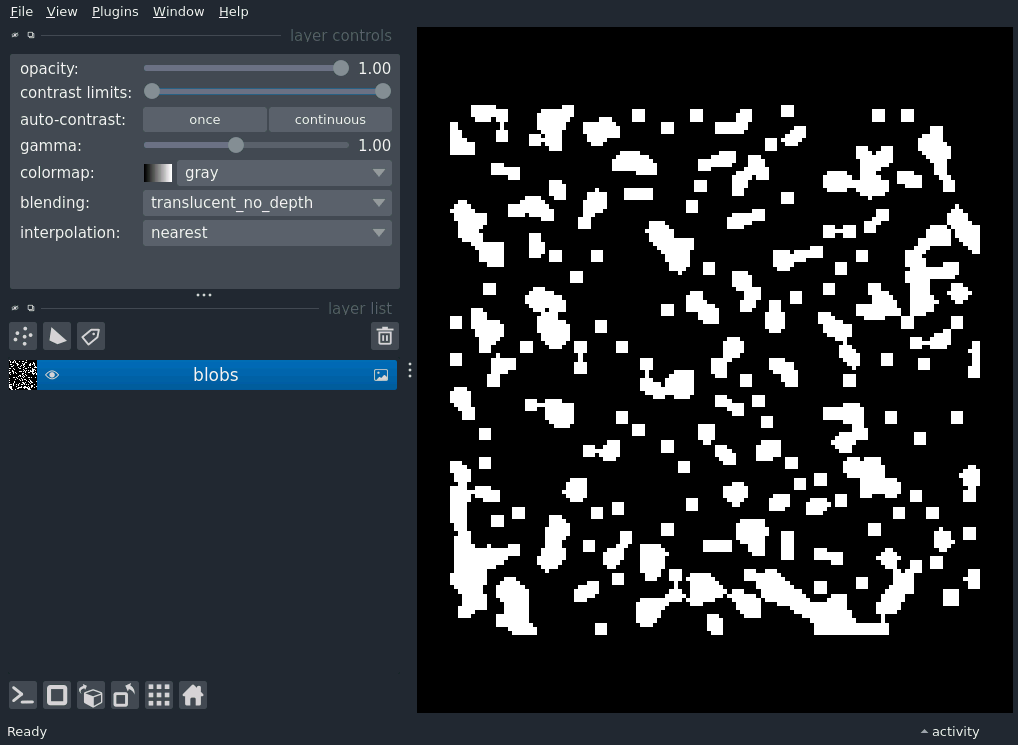 File View Plugins Window Help
layer controls
opacity: 1.00
contrast limits:
auto-contrast: once continuous
gamma: 1.00
colormap: gray
blending: translucent_no_depth
interpolation: nearest
layer list
blobs
Ready activity